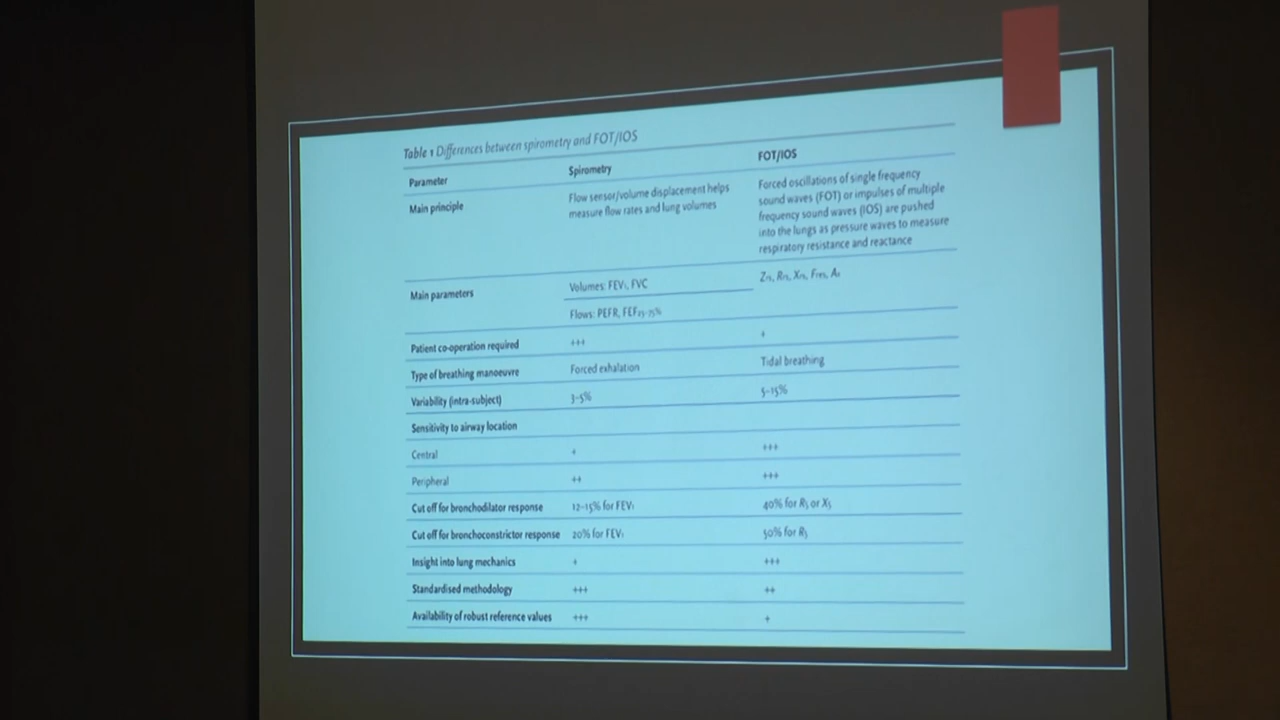 Table 1 Differences between spirometry and FOT/IOS
Parameter Spirometry FOT/IOS
Main principle Flow sensor/volume displacement helps Forced oscillations of single frequency
measure flow rates and lung volumes sound waves (FOT) or impulses of multiple
frequency sound waves (IOS) are pushed
into the lungs as pressure waves to measure
respiratory resistance and reactance
Main parameters Volumes: FEV₁, FVC Zrs, Rrs, Xrs, Fres, Ax
Flows: PEFR, FEF25-75%
Patient co-operation required +++ +
Type of breathing manoeuvre Forced exhalation Tidal breathing
Variability (intra-subject) 3-5% 5-15%
Sensitivity to airway location
Central + +++
Peripheral ++ +++
Cut off for bronchodilator response 12-15% for FEV₁ 40% for R5 or X5
Cut off for bronchoconstrictor response 20% for FEV₁ 50% for R5
Insight into lung mechanics + +++
Standardised methodology +++ ++
Availability of robust reference values +++ +